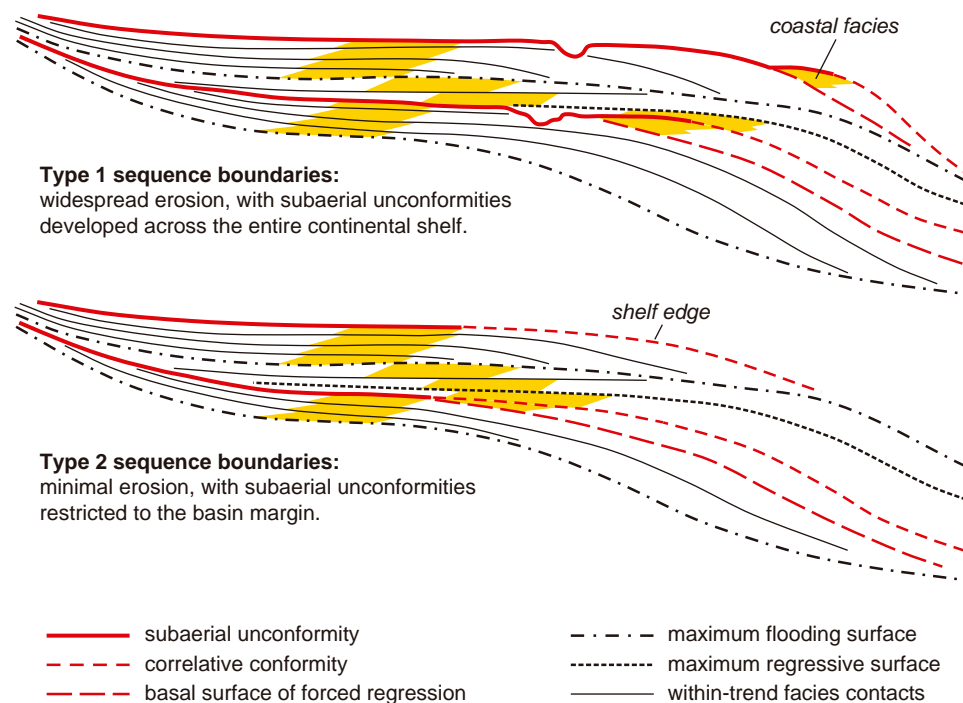 coastal facies
Type 1 sequence boundaries:
widespread erosion, with subaerial unconformities
developed across the entire continental shelf.
shelf edge
Type 2 sequence boundaries:
minimal erosion, with subaerial unconformities
restricted to the basin margin.
subaerial unconformity
correlative conformity
basal surface of forced regression
maximum flooding surface
maximum regressive surface
within-trend facies contacts